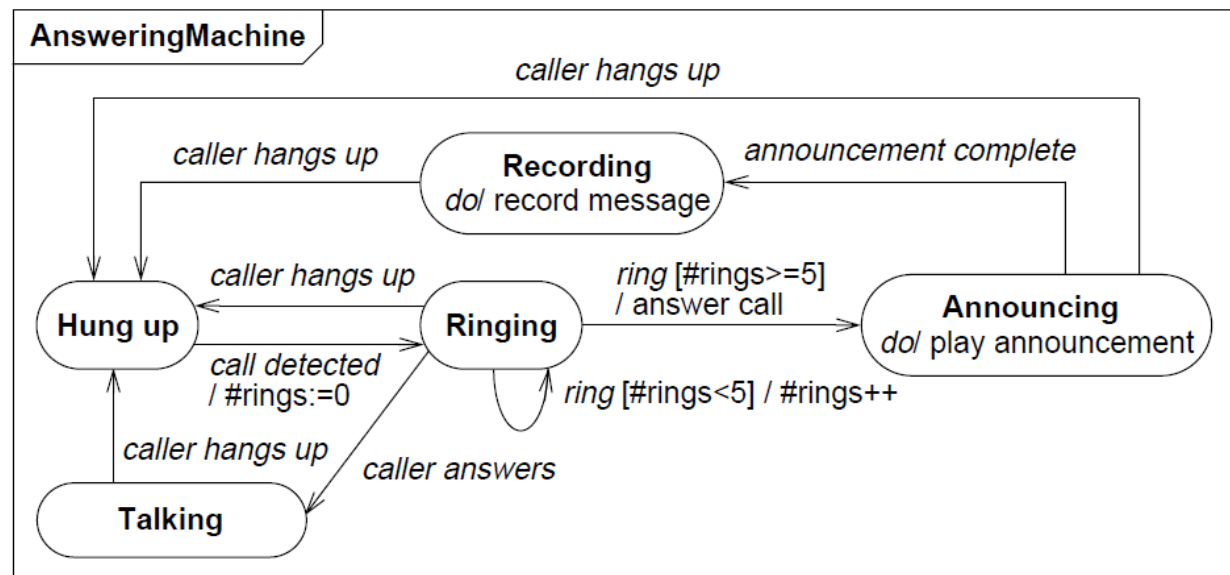 AnsweringMachine
caller hangs up
caller hangs up
Recording
do/ record message
announcement complete
caller hangs up
ring [#rings>=5]
/ answer call
Hung up
Ringing
Announcing
do/ play announcement
call detected
/ #rings:=0
ring [#rings<5] / #rings++
caller hangs up
caller answers
Talking